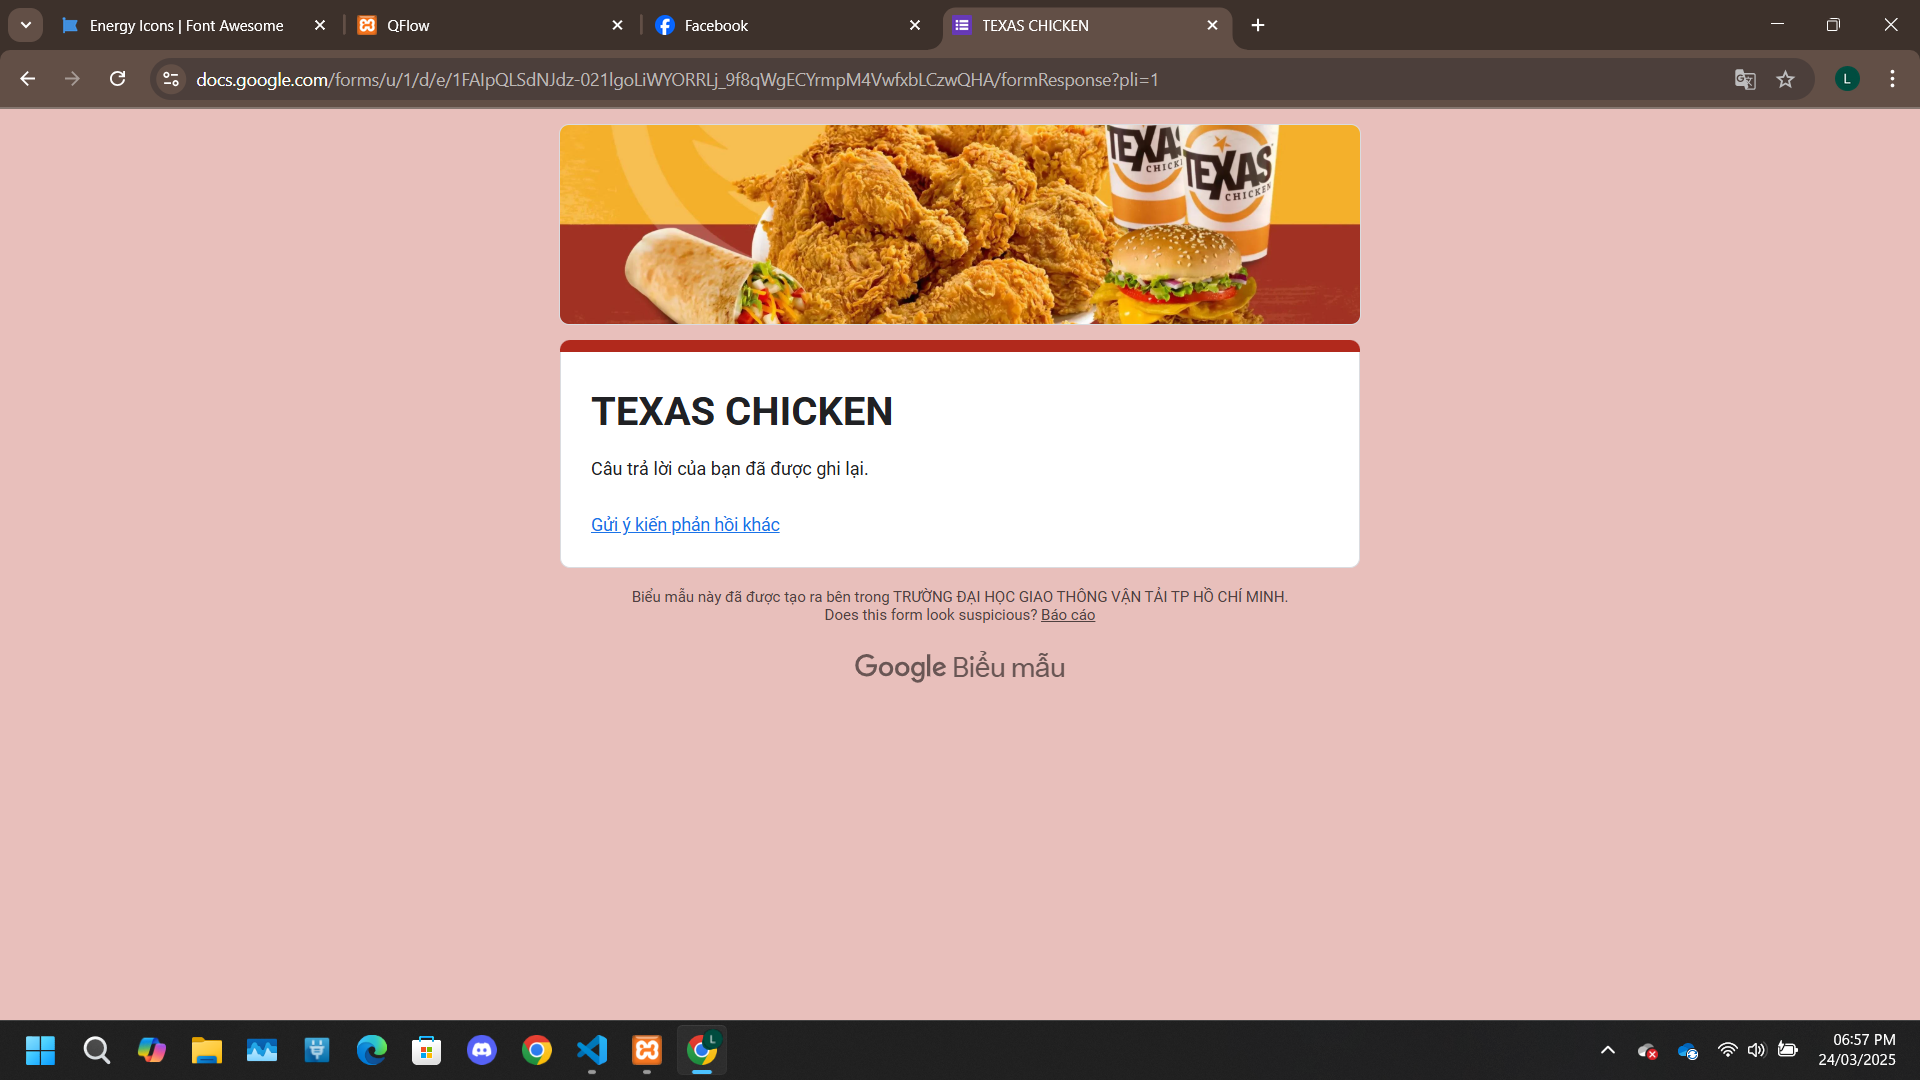 Energy Icons | Font Awesome
QFlow
Facebook
TEXAS CHICKEN
docs.google.com/forms/u/1/d/e/1FAIpQLSdNJdz-021lgoLiWYORRLj_9f8qWgECYrmpM4VwfxbLCzwQHA/formResponse?pli=1
L
TEXAS
CHICKEN
TEXAS CHICKEN
Câu trả lời của bạn đã được ghi lại.
Gửi ý kiến phản hồi khác
Biểu mẫu này đã được tạo ra bên trong TRƯỜNG ĐẠI HỌC GIAO THÔNG VẬN TẢI TP HỒ CHÍ MINH.
Does this form look suspicious? Báo cáo
Google Biểu mẫu
L
06:57 PM
24/03/2025